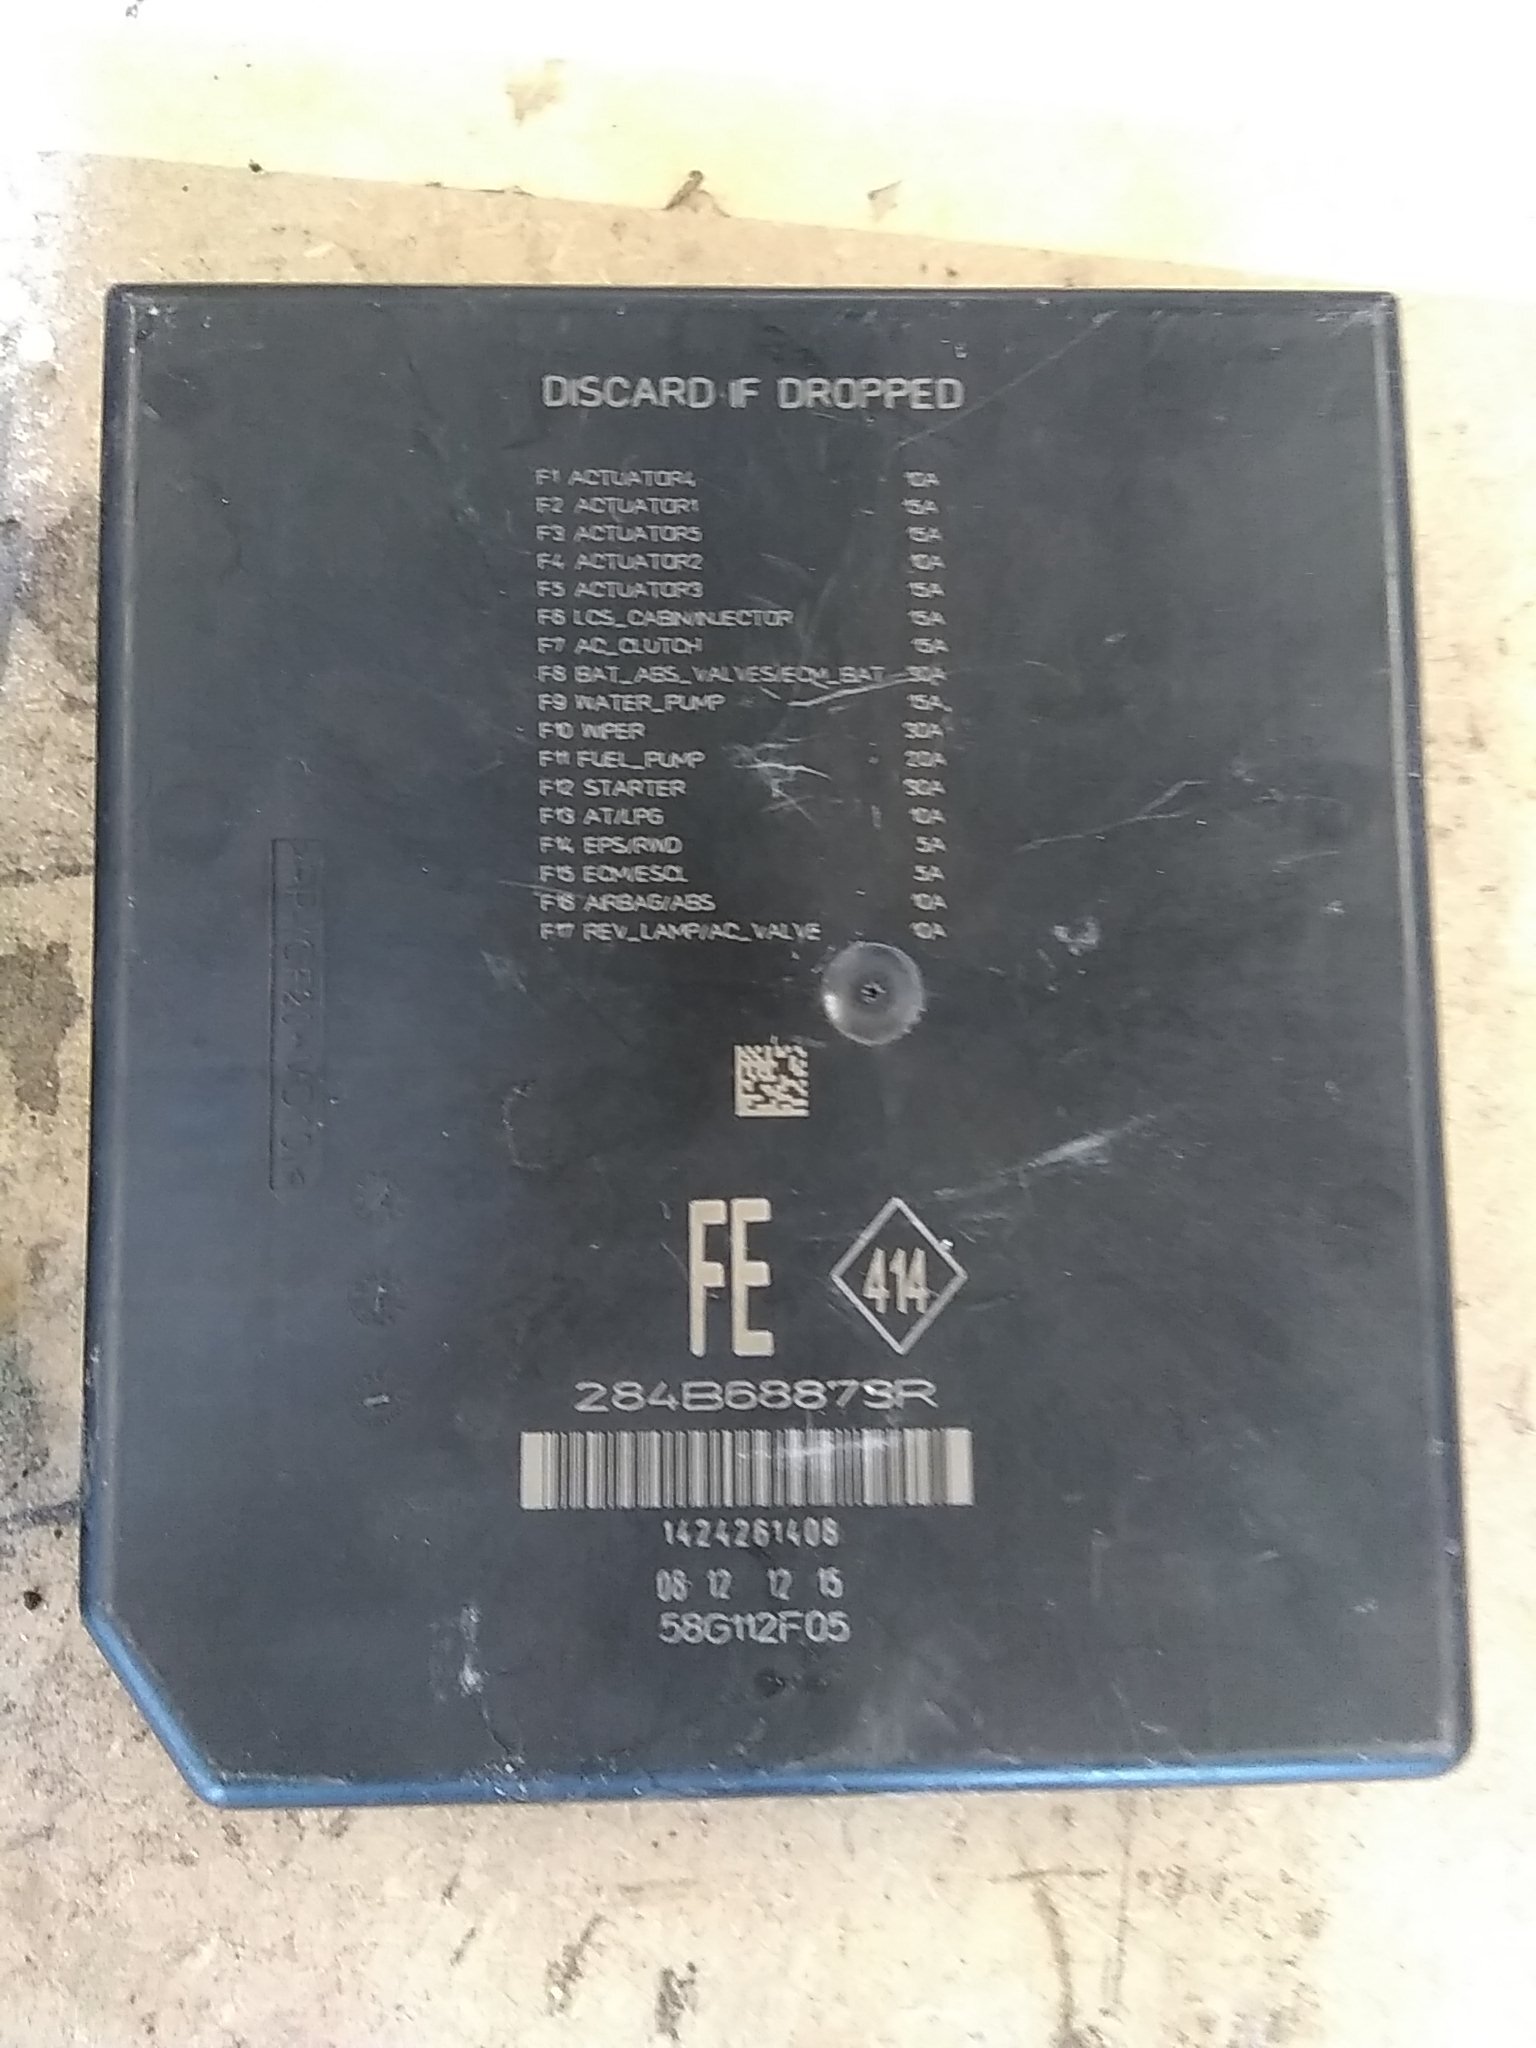 DISCARD IF DROPPED
F1 ACTUATOR4 10A
F2 ACTUATOR1 15A
F3 ACTUATOR5 15A
F4 ACTUATOR2 10A
F5 ACTUATOR3 15A
F6 LCS_CABIN/INJECTOR 15A
F7 AC_CLUTCH 15A
F8 BAT_ABS_VALVES/ECM_BAT 30A
F9 WATER_PUMP 15A
F10 WIPER 30A
F11 FUEL_PUMP 20A
F12 STARTER 30A
F13 AT/LPG 10A
F14 EPS/RWD 5A
F15 ECM/ESCL 5A
F16 AIRBAG/ABS 10A
F17 REV_LAMP/AC_VALVE 10A
FE 414
284B68879R
1424261408
08 12 12 15
58G112F05